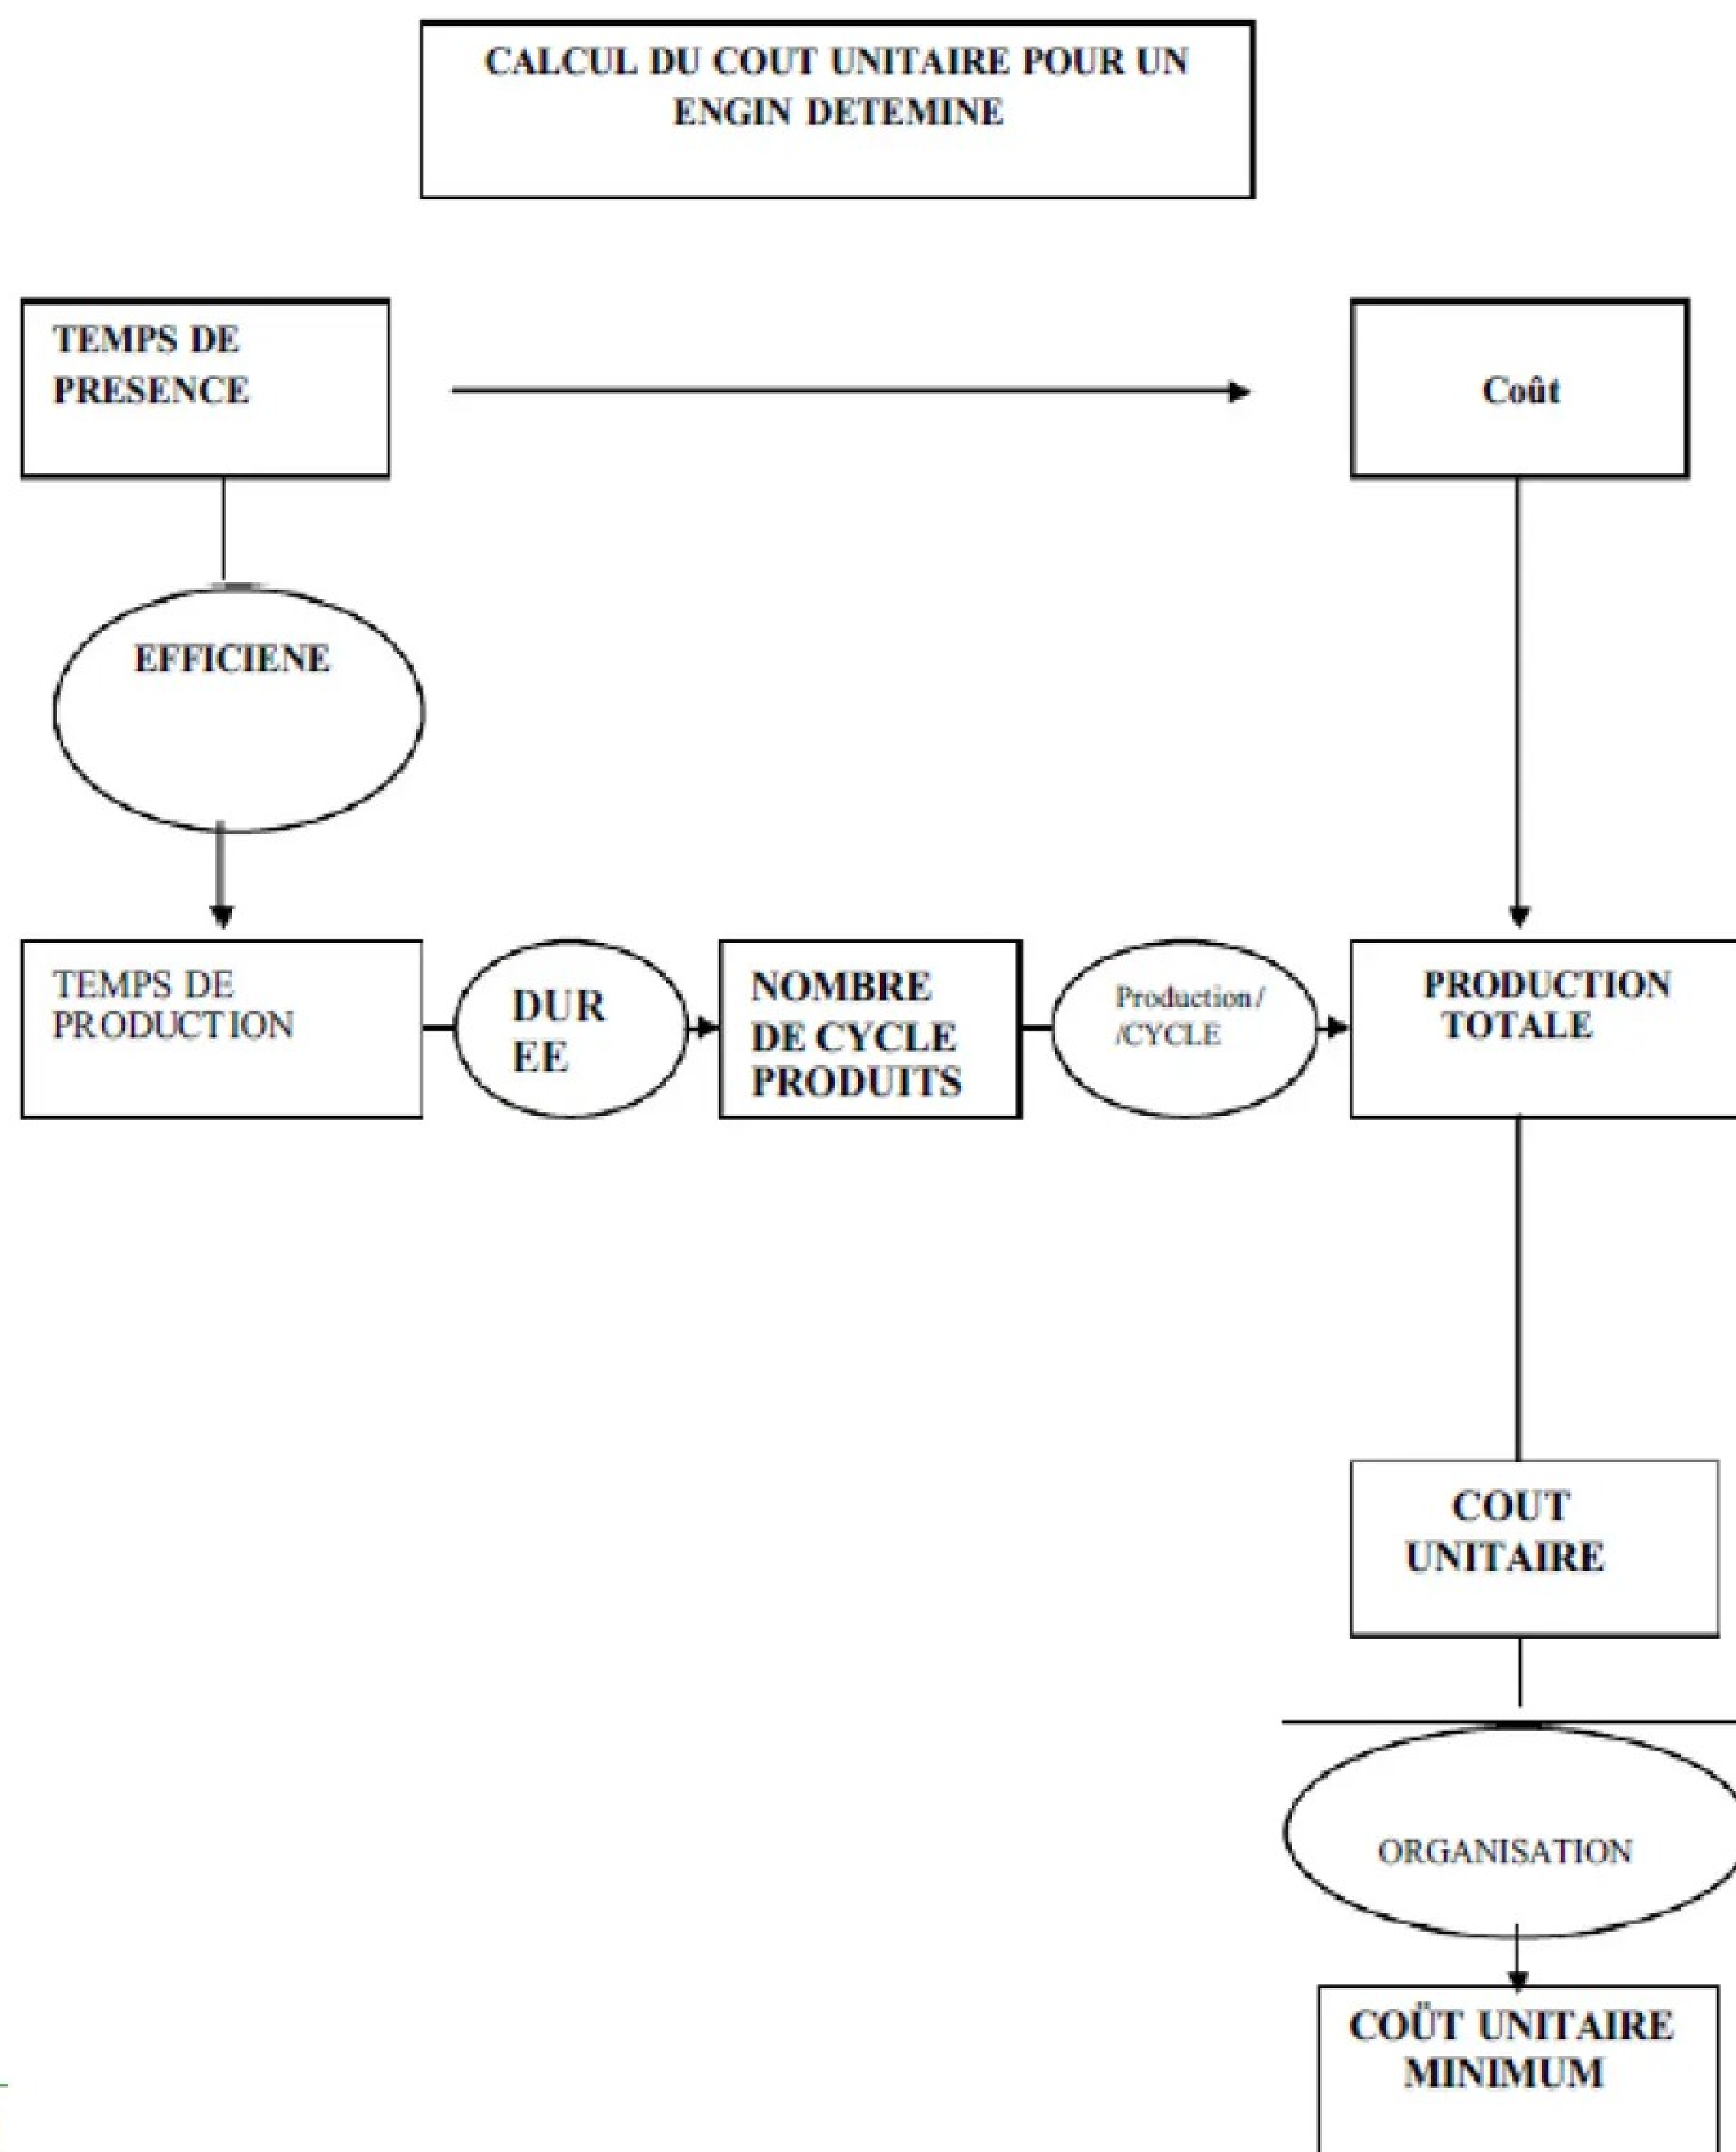 CALCUL DU COUT UNITAIRE POUR UN
ENGIN DETEMINE
TEMPS DE
PRESENCE
Coût
EFFICIENE
TEMPS DE
PRODUCTION
DUR
EE
NOMBRE
DE CYCLE
PRODUITS
Production/
/CYCLE
PRODUCTION
TOTALE
COUT
UNITAIRE
ORGANISATION
COÜT UNITAIRE
MINIMUM